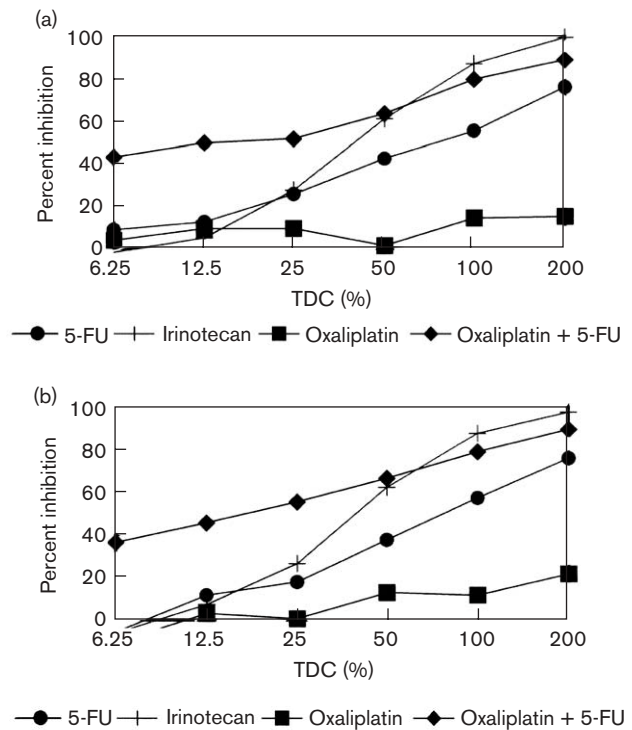 (a)
100
80
60
40
20
0
Percent inhibition
6.25 12.5 25 50 100 200
TDC (%)
5-FU Irinotecan Oxaliplatin Oxaliplatin + 5-FU
(b)
100
80
60
40
20
0
Percent inhibition
6.25 12.5 25 50 100 200
TDC (%)
5-FU Irinotecan Oxaliplatin Oxaliplatin + 5-FU